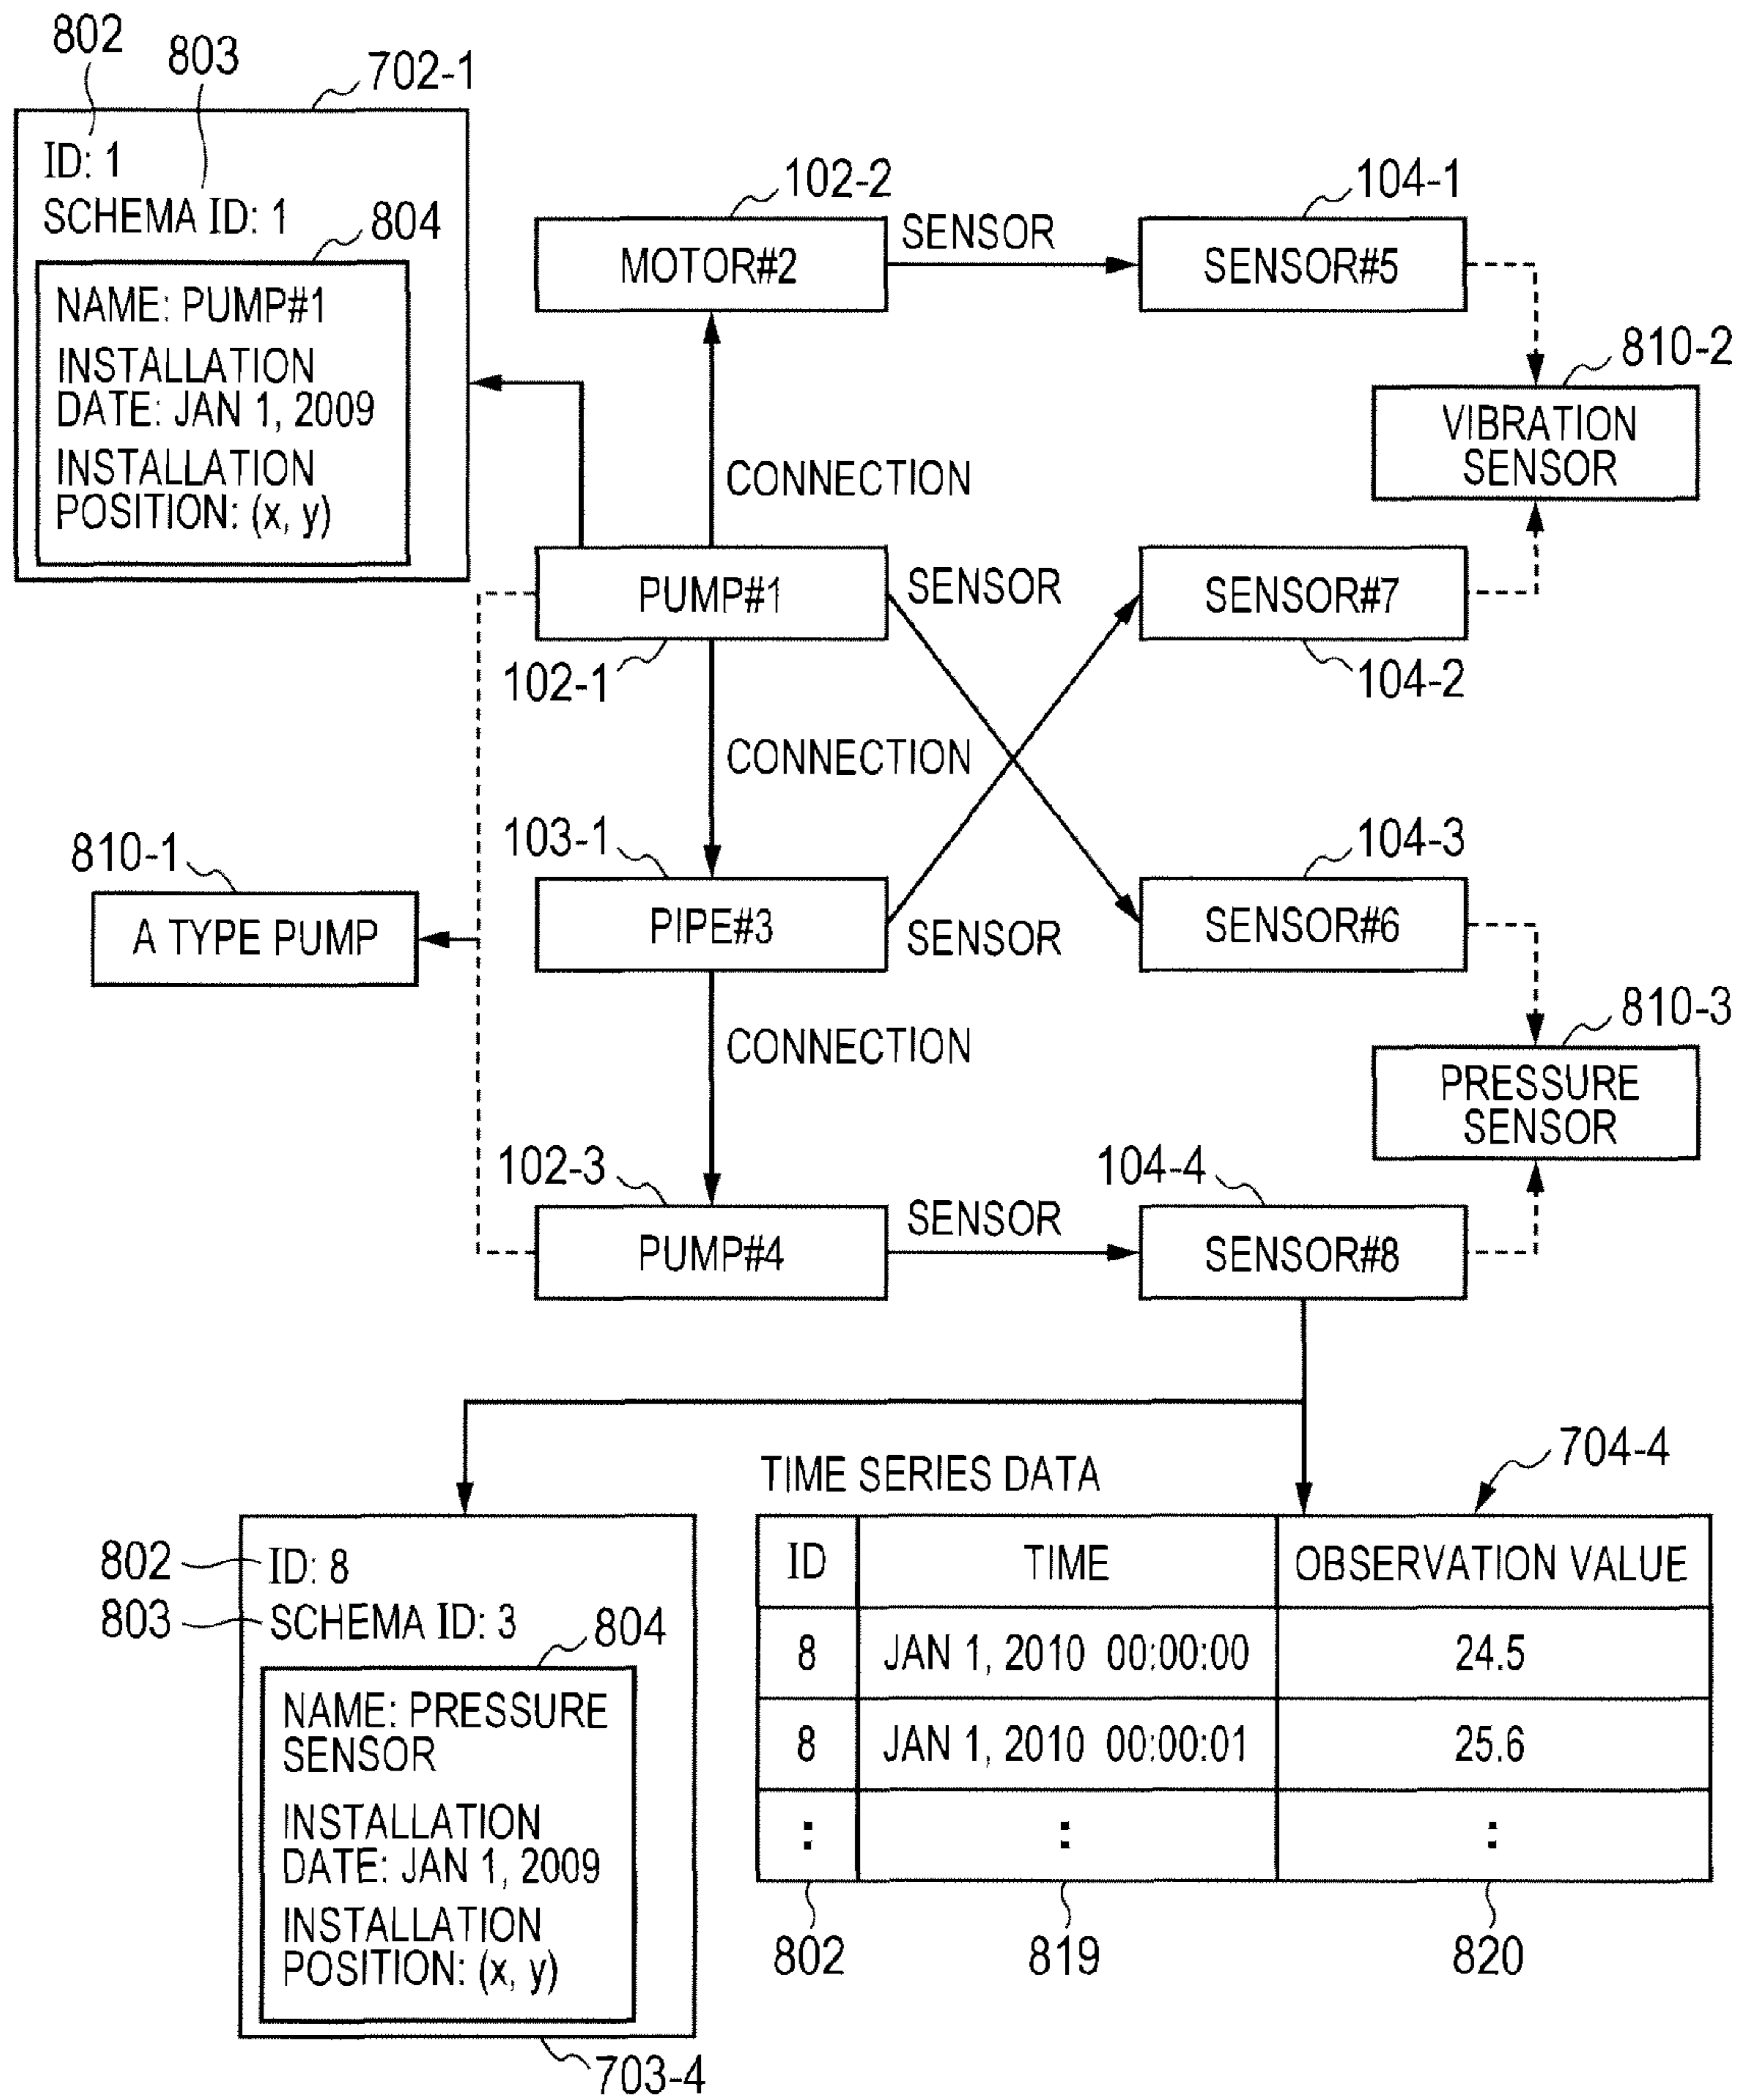 802
803
702-1
ID: 1
SCHEMA ID: 1
804
NAME: PUMP#1
INSTALLATION
DATE: JAN 1, 2009
INSTALLATION
POSITION: (x, y)
102-2
MOTOR#2
SENSOR
104-1
SENSOR#5
810-2
VIBRATION
SENSOR
CONNECTION
PUMP#1
SENSOR
SENSOR#7
102-1
104-2
CONNECTION
810-1
A TYPE PUMP
103-1
PIPE#3
SENSOR
104-3
SENSOR#6
CONNECTION
810-3
PRESSURE
SENSOR
102-3
PUMP#4
SENSOR
104-4
SENSOR#8
802
ID: 8
803
SCHEMA ID: 3
804
NAME: PRESSURE
SENSOR
INSTALLATION
DATE: JAN 1, 2009
INSTALLATION
POSITION: (x, y)
703-4
TIME SERIES DATA
704-4
ID TIME OBSERVATION VALUE
8 JAN 1, 2010 00:00:00 24.5
8 JAN 1, 2010 00:00:01 25.6
: : :
802 819 820